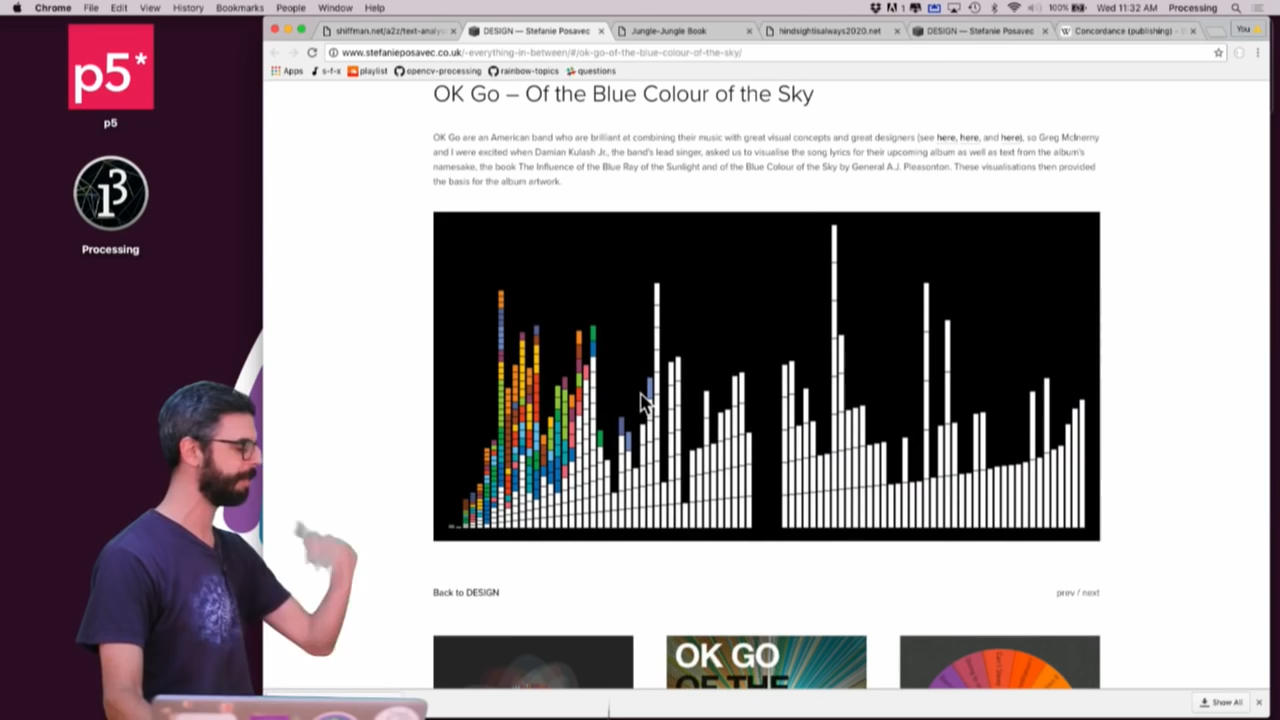 Chrome File Edit View History Bookmarks People Window Help
1 100% Wed 11:32 AM Processing
shiffman.net/a2z/text-analy
DESIGN — Stefanie Posavec
Jungle-Jungle Book
hindsightisalways2020.net
DESIGN — Stefanie Posavec
Concordance (publishing) -
You
www.stefanieposavec.co.uk/-everything-in-between/#/ok-go-of-the-blue-colour-of-the-sky/
Apps s-f-x playlist opencv-processing rainbow-topics questions
p5*
p5
Processing
OK Go – Of the Blue Colour of the Sky
OK Go are an American band who are brilliant at combining their music with great visual concepts and great designers (see here, here, and here), so Greg McInerny
and I were excited when Damian Kulash Jr., the band's lead singer, asked us to visualise the song lyrics for their upcoming album as well as text from the album's
namesake, the book The Influence of the Blue Ray of the Sunlight and of the Blue Colour of the Sky by General A.J. Pleasonton. These visualisations then provided
the basis for the album artwork.
Back to DESIGN
prev / next
OK GO
OF THE
Show All